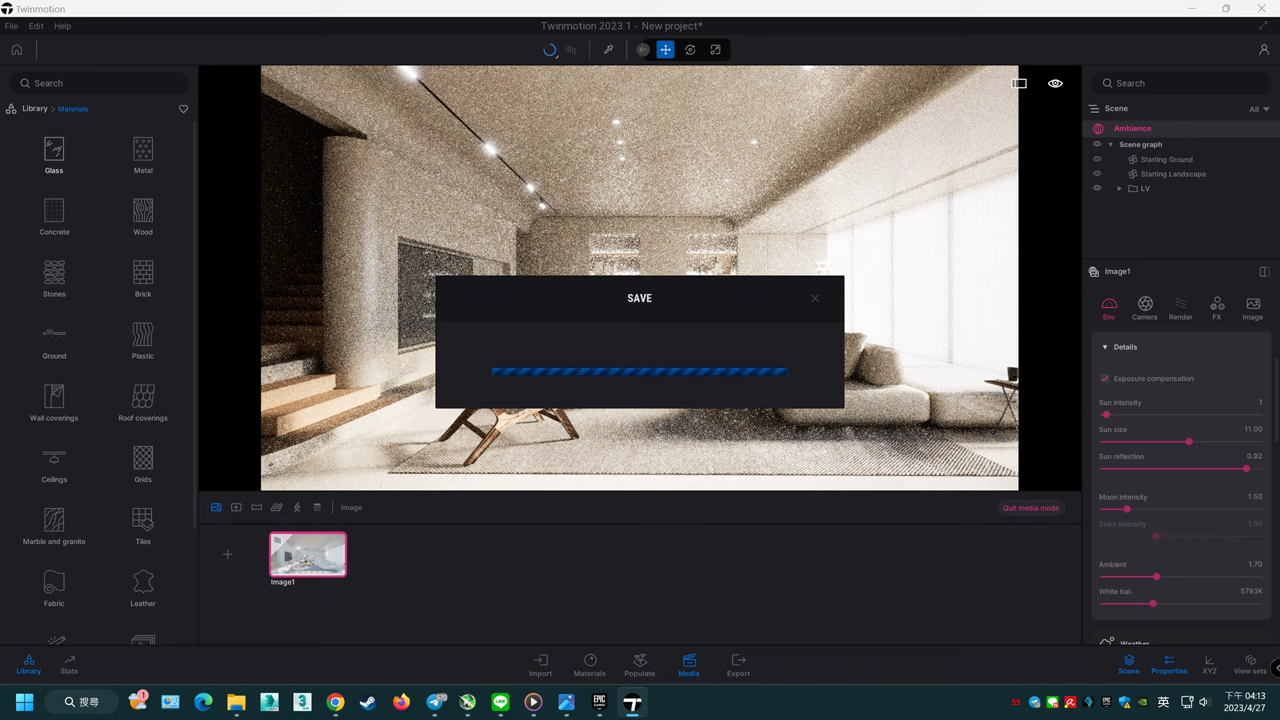 Twinmotion
File Edit Help
Twinmotion 2023.1 - New project*
Search
Library > Materials
Glass
Metal
Concrete
Wood
Stones
Brick
Ground
Plastic
Wall coverings
Roof coverings
Ceilings
Grids
Marble and granite
Tiles
Fabric
Leather
SAVE
Image
Quit media mode
Image1
Search
Scene
All
Ambience
Scene graph
Starting Ground
Starting Landscape
LV
Image1
Env Camera Render FX Image
Details
Exposure compensation
Sun intensity 1
Sun size 11.00
Sun reflection 0.92
Moon intensity 1.50
Stars intensity 1.00
Ambient 1.70
White bal. 5793K
Weather
Library Stats Import Materials Populate Media Export Scene Properties XYZ View sets
搜尋
英
下午 04:13
2023/4/27